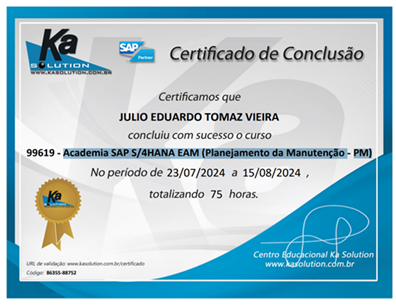 Ka
SOLUTION
WWW.KASOLUTION.COM.BR
SAP Partner
Certificado de Conclusão
Certificamos que
JULIO EDUARDO TOMAZ VIEIRA
concluiu com sucesso o curso
99619 - Academia SAP S/4HANA EAM (Planejamento da Manutenção - PM)
No período de 23/07/2024 a 15/08/2024 ,
totalizando 75 horas.
Ka
SOLUTION
Centro Educacional Ka Solution
www.kasolution.com.br
URL de validação: www.kasolution.com.br/certificado
Código: 86355-88752